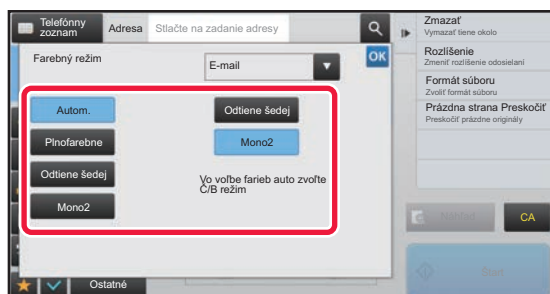 Telefónny zoznam
Adresa
Stlačte na zadanie adresy
Zmazať
Vymazať tiene okolo
Rozlíšenie
Zmeniť rozlíšenie odosielaní
Formát súboru
Zvoliť formát súboru
Prázdna strana Preskočiť
Preskočiť prázdne originály
Farebný režim
E-mail
OK
Autom.
Plnofarebne
Odtiene šedej
Mono2
Odtiene šedej
Mono2
Vo voľbe farieb auto zvoľte
Č/B režim
CA
Ostatné